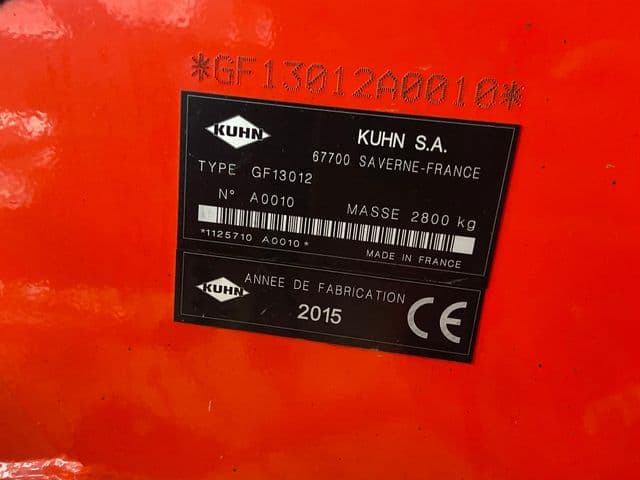 *GF13012A0010*
KUHN
KUHN S.A.
67700 SAVERNE-FRANCE
TYPE GF13012
N° A0010 MASSE 2800 kg
*1125710 A0010*
MADE IN FRANCE
KUHN
ANNEE DE FABRICATION
2015
CE